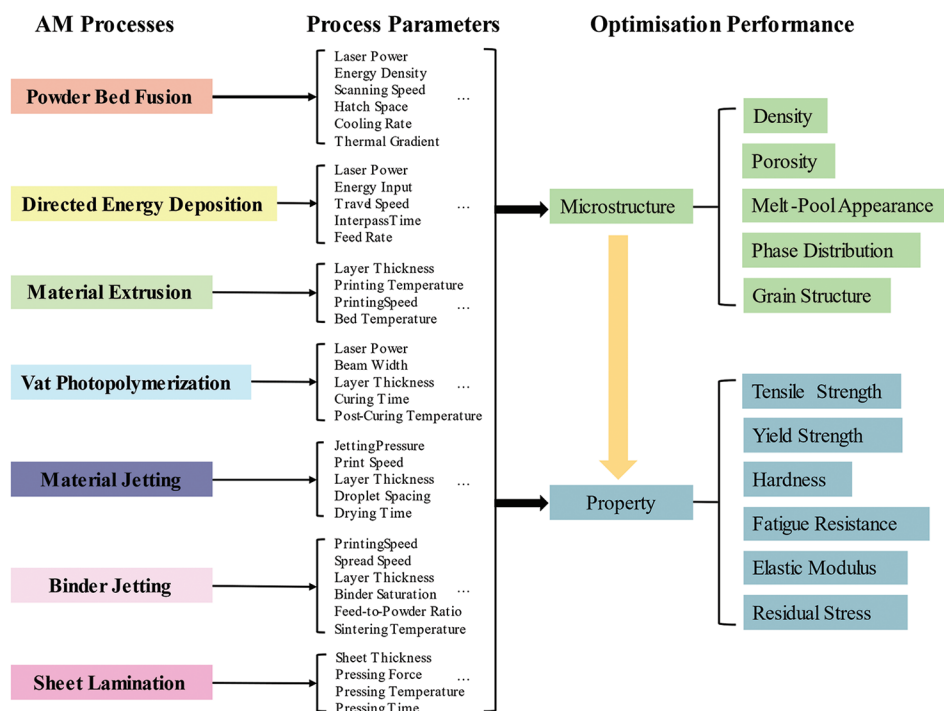 AM Processes
Process Parameters
Optimisation Performance
Powder Bed Fusion
Laser Power
Energy Density
Scanning Speed
Hatch Space
Cooling Rate
Thermal Gradient
...
Directed Energy Deposition
Laser Power
Energy Input
Travel Speed
InterpassTime
Feed Rate
...
Material Extrusion
Layer Thickness
Printing Temperature
PrintingSpeed
Bed Temperature
...
Vat Photopolymerization
Laser Power
Beam Width
Layer Thickness
Curing Time
Post-Curing Temperature
...
Material Jetting
JettingPressure
Print Speed
Layer Thickness
Droplet Spacing
Drying Time
...
Binder Jetting
PrintingSpeed
Spread Speed
Layer Thickness
Binder Saturation
Feed-to-Powder Ratio
Sintering Temperature
...
Sheet Lamination
Sheet Thickness
Pressing Force
Pressing Temperature
Pressing Time
...
Microstructure
Density
Porosity
Melt-Pool Appearance
Phase Distribution
Grain Structure
Property
Tensile Strength
Yield Strength
Hardness
Fatigue Resistance
Elastic Modulus
Residual Stress